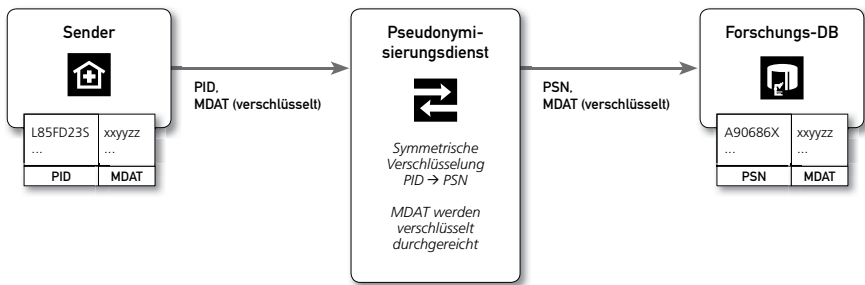 Sender
L85FD23S xxyyzz
... ...
PID MDAT
PID,
MDAT (verschlüsselt)
Pseudonymi-
sierungsdienst
Symmetrische
Verschlüsselung
PID → PSN
MDAT werden
verschlüsselt
durchgereicht
PSN,
MDAT (verschlüsselt)
Forschungs-DB
A90686X xxyyzz
... ...
PSN MDAT